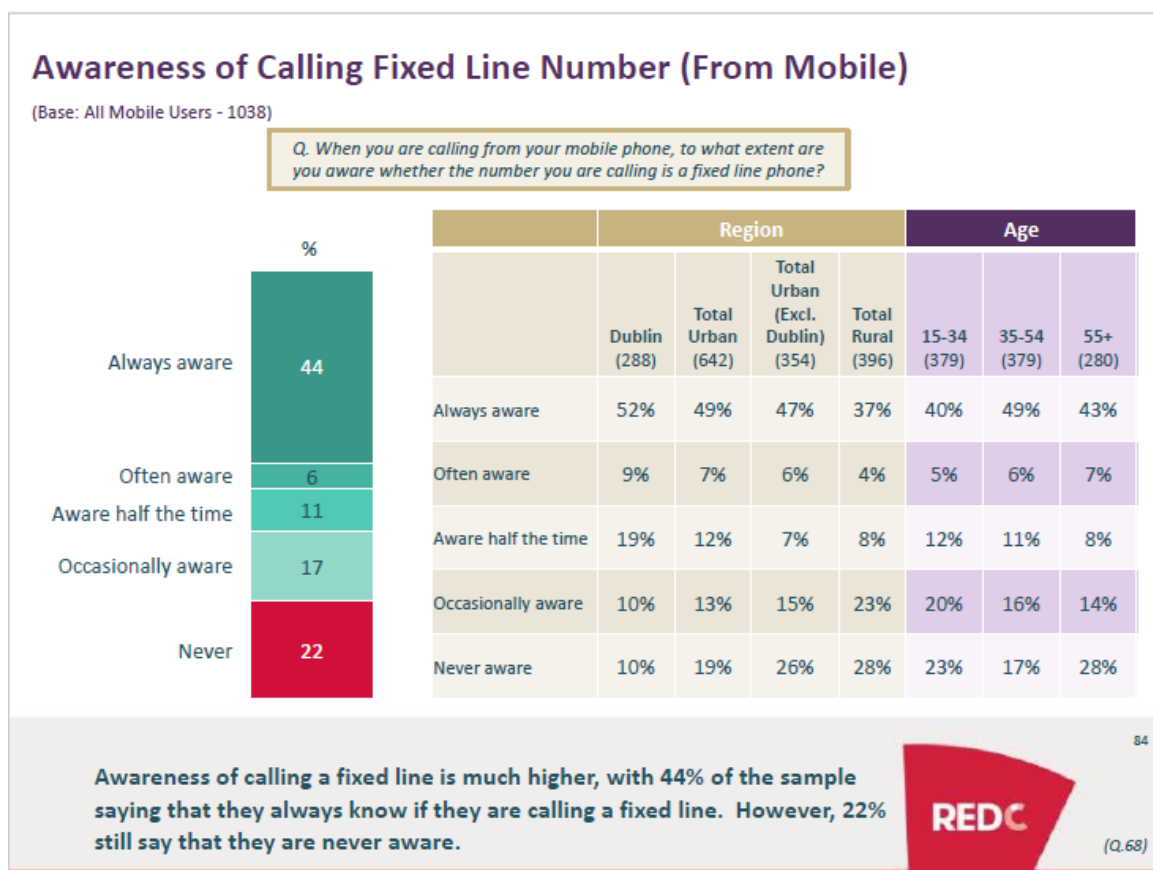 Awareness of Calling Fixed Line Number (From Mobile)
(Base: All Mobile Users - 1038)
Q. When you are calling from your mobile phone, to what extent are
you aware whether the number you are calling is a fixed line phone?
%
Always aware 44
Often aware 6
Aware half the time 11
Occasionally aware 17
Never 22
Region Age
Dublin (288) Total Urban (642) Total Urban (Excl. Dublin) (354) Total Rural (396) 15-34 (379) 35-54 (379) 55+ (280)
Always aware 52% 49% 47% 37% 40% 49% 43%
Often aware 9% 7% 6% 4% 5% 6% 7%
Aware half the time 19% 12% 7% 8% 12% 11% 8%
Occasionally aware 10% 13% 15% 23% 20% 16% 14%
Never aware 10% 19% 26% 28% 23% 17% 28%
Awareness of calling a fixed line is much higher, with 44% of the sample
saying that they always know if they are calling a fixed line. However, 22%
still say that they are never aware.
84
REDC
(Q.68)